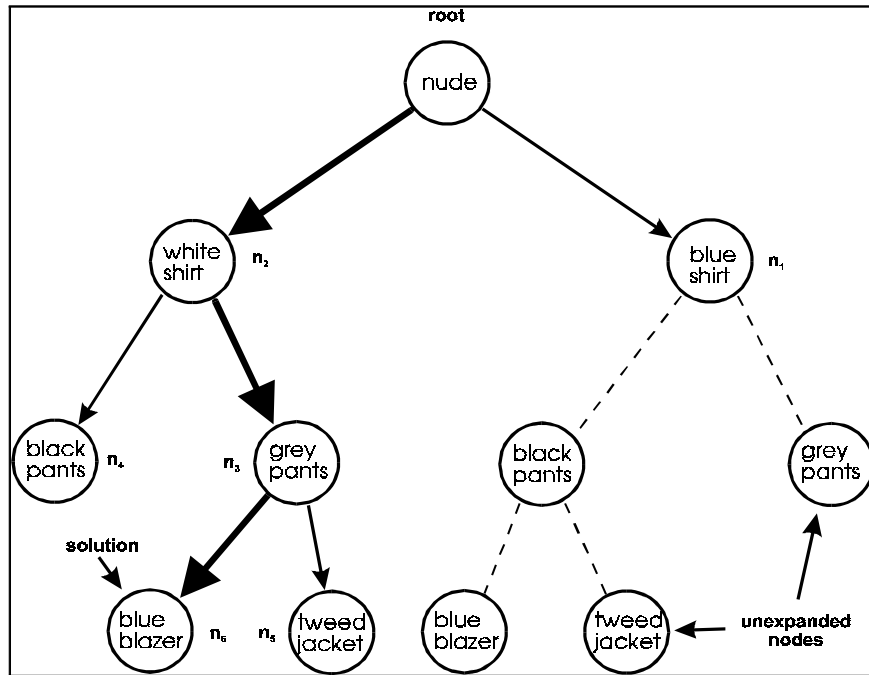 root
nude
white
shirt
n₂
blue
shirt
n₁
black
pants
n₄
n₃
grey
pants
black
pants
grey
pants
solution
blue
blazer
n₆
n₅
tweed
jacket
blue
blazer
tweed
jacket
unexpanded
nodes